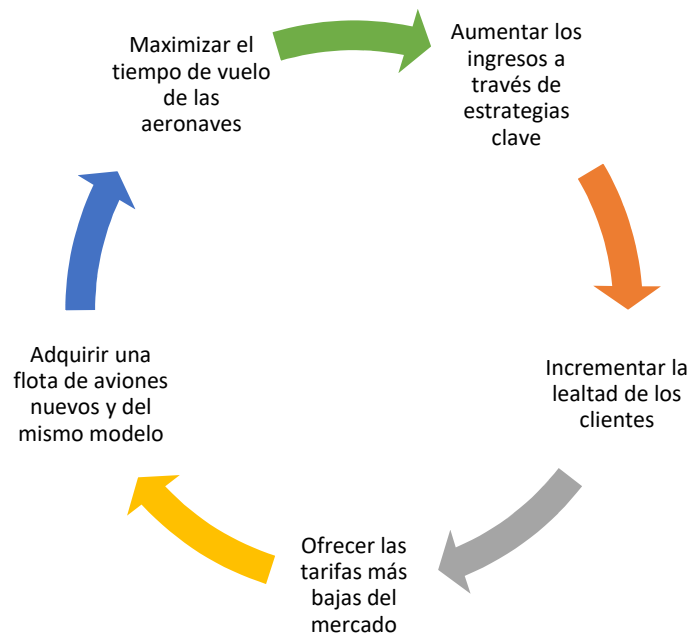 Maximizar el
tiempo de vuelo
de las
aeronaves
Aumentar los
ingresos a
través de
estrategias
clave
Incrementar la
lealtad de los
clientes
Ofrecer las
tarifas más
bajas del
mercado
Adquirir una
flota de aviones
nuevos y del
mismo modelo